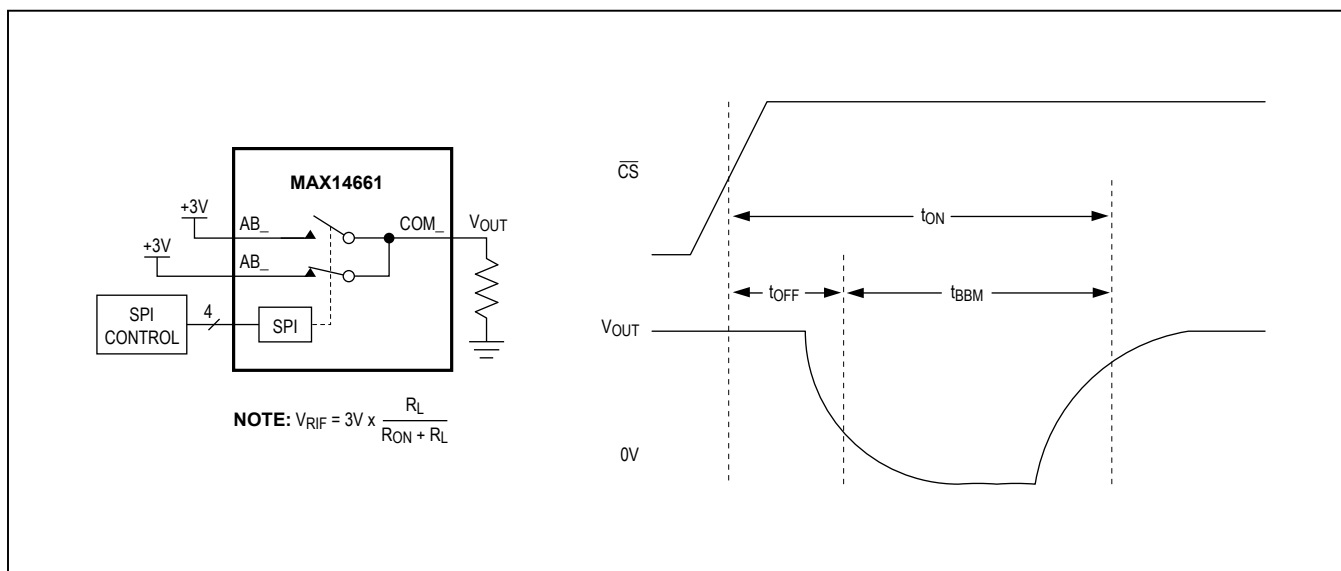 MAX14661
+3V
AB_
COM_
VOUT
+3V
AB_
SPI
CONTROL
4
SPI
NOTE: VRIF = 3V x RL / RON + RL
CS
tON
tOFF
tBBM
VOUT
0V